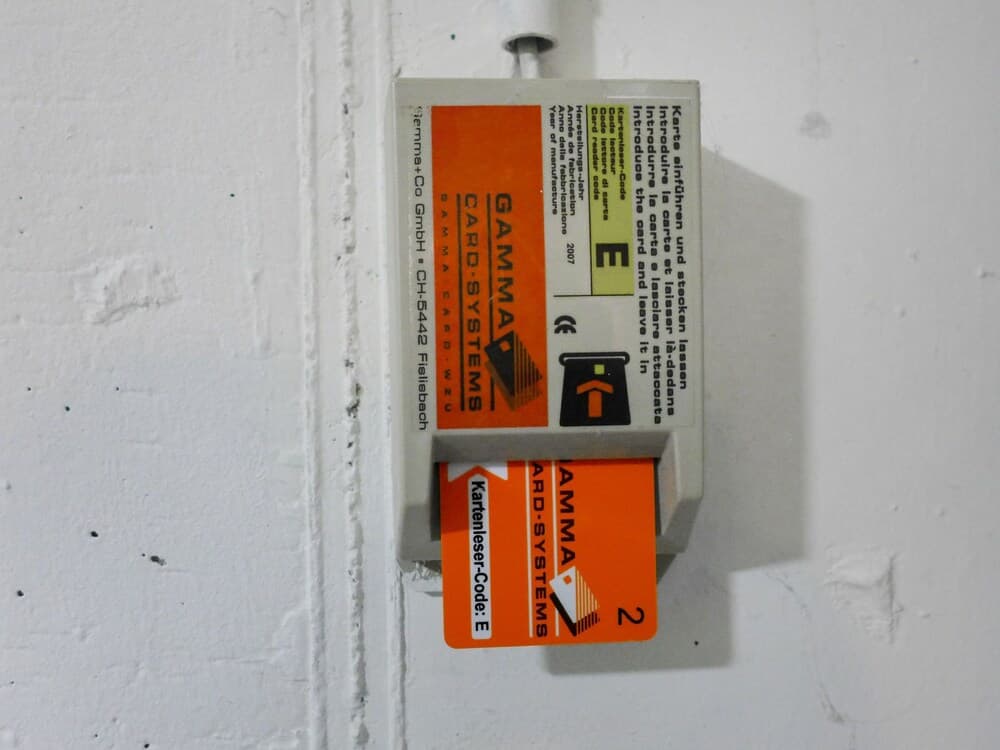 Karte einführen und stecken lassen
Introduire la carte et laisser là-dedans
Introdurre la carta e lasciare attaccata
Introduce the card and leave it in
Kartenleser-Code
Code lecteur
Code lettore di carta
Card reader code
E
Herstellungs-Jahr
Année de fabrication
Anno della fabbricazione
Year of manufacture
2007
CE
GAMMA
CARD·SYSTEMS
GAMMA-CARD-WRU
Gemma+Co GmbH • CH-5442 Fislisbach
2
AMMA
ARD·SYSTEMS
Kartenleser-Code: E